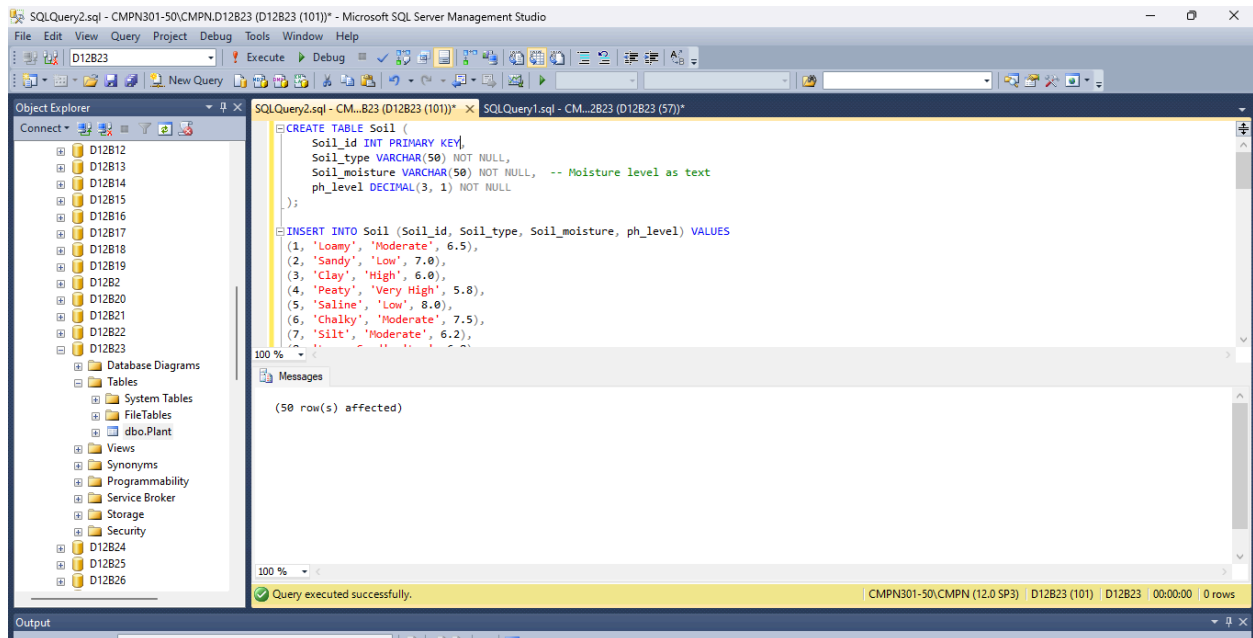 SQLQuery2.sql - CMPN301-50\CMPN.D12B23 (D12B23 (101))* - Microsoft SQL Server Management Studio
File Edit View Query Project Debug Tools Window Help
D12B23 Execute Debug
New Query
Object Explorer
Connect
D12B12
D12B13
D12B14
D12B15
D12B16
D12B17
D12B18
D12B19
D12B2
D12B20
D12B21
D12B22
D12B23
Database Diagrams
Tables
System Tables
FileTables
dbo.Plant
Views
Synonyms
Programmability
Service Broker
Storage
Security
D12B24
D12B25
D12B26
SQLQuery2.sql - CM...B23 (D12B23 (101))* SQLQuery1.sql - CM...2B23 (D12B23 (57))*
CREATE TABLE Soil (
Soil_id INT PRIMARY KEY,
Soil_type VARCHAR(50) NOT NULL,
Soil_moisture VARCHAR(50) NOT NULL, -- Moisture level as text
ph_level DECIMAL(3, 1) NOT NULL
);
INSERT INTO Soil (Soil_id, Soil_type, Soil_moisture, ph_level) VALUES
(1, 'Loamy', 'Moderate', 6.5),
(2, 'Sandy', 'Low', 7.0),
(3, 'Clay', 'High', 6.0),
(4, 'Peaty', 'Very High', 5.8),
(5, 'Saline', 'Low', 8.0),
(6, 'Chalky', 'Moderate', 7.5),
(7, 'Silt', 'Moderate', 6.2),
100 %
Messages
(50 row(s) affected)
100 %
Query executed successfully. CMPN301-50\CMPN (12.0 SP3) D12B23 (101) D12B23 00:00:00 0 rows
Output